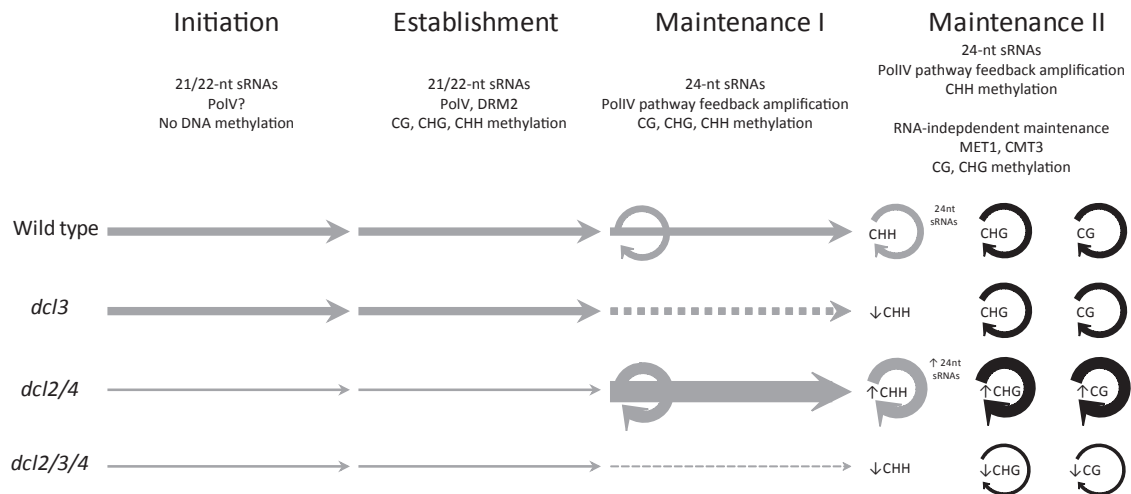 Initiation
Establishment
Maintenance I
Maintenance II
21/22-nt sRNAs
PolV?
No DNA methylation
21/22-nt sRNAs
PolV, DRM2
CG, CHG, CHH methylation
24-nt sRNAs
PolIV pathway feedback amplification
CG, CHG, CHH methylation
24-nt sRNAs
PolIV pathway feedback amplification
CHH methylation
RNA-indepdendent maintenance
MET1, CMT3
CG, CHG methylation
Wild type
CHH
24nt
sRNAs
CHG
CG
dcl3
↓CHH
CHG
CG
dcl2/4
↑CHH
↑ 24nt
sRNAs
↑CHG
↑CG
dcl2/3/4
↓CHH
↓CHG
↓CG